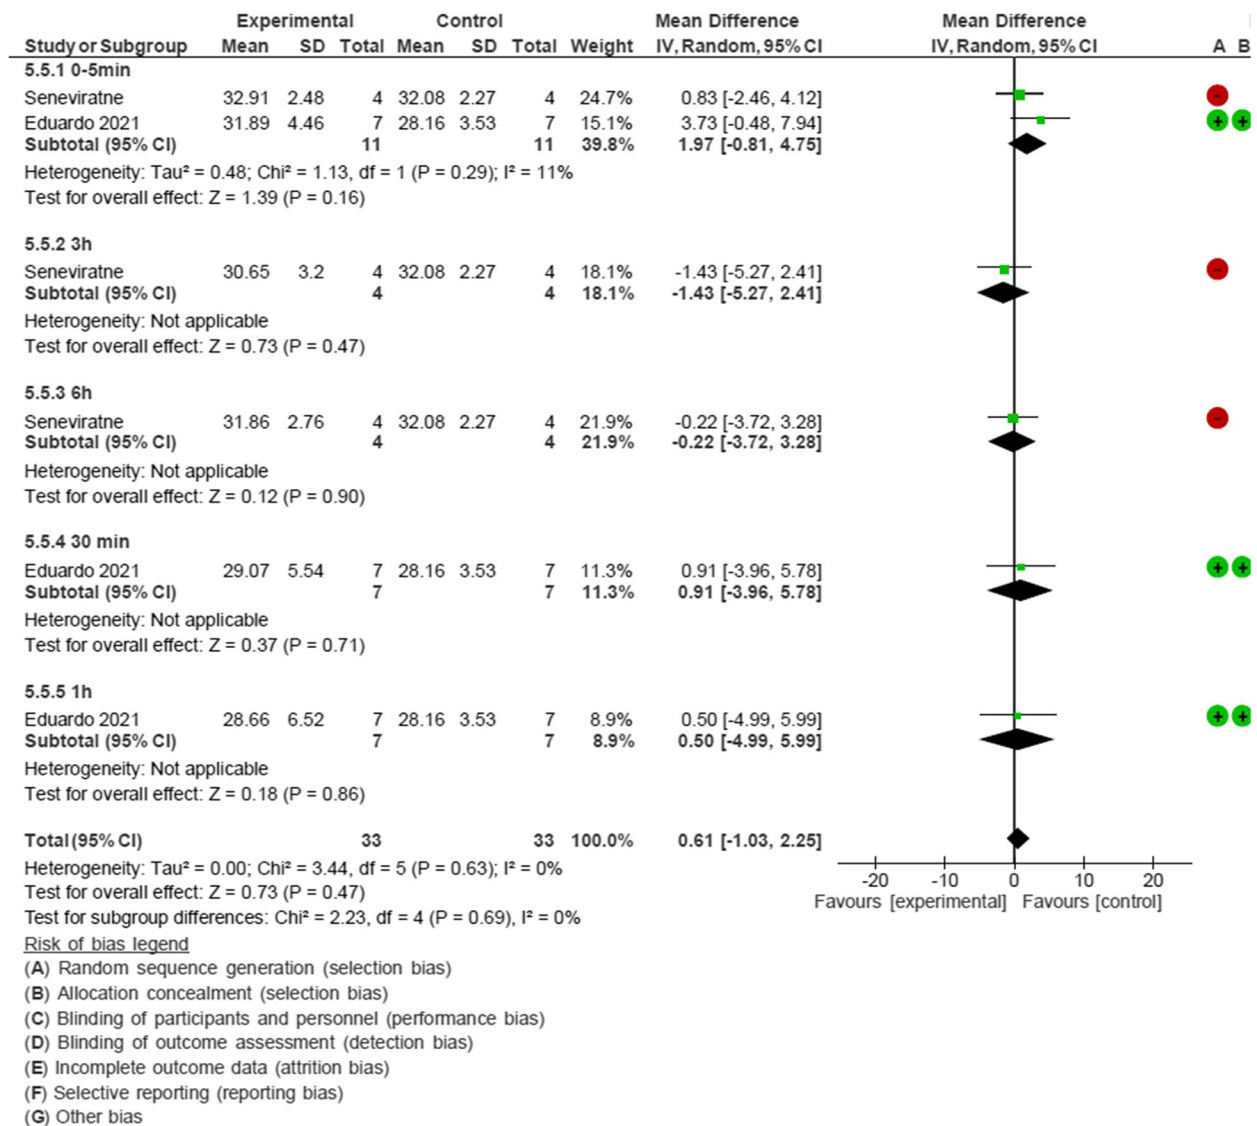 Experimental Control Mean Difference Mean Difference
Study or Subgroup Mean SD Total Mean SD Total Weight IV, Random, 95% CI IV, Random, 95% CI A B
5.5.1 0-5min
Seneviratne 32.91 2.48 4 32.08 2.27 4 24.7% 0.83 [-2.46, 4.12] -
Eduardo 2021 31.89 4.46 7 28.16 3.53 7 15.1% 3.73 [-0.48, 7.94] + +
Subtotal (95% CI) 11 11 39.8% 1.97 [-0.81, 4.75]
Heterogeneity: Tau² = 0.48; Chi² = 1.13, df = 1 (P = 0.29); I² = 11%
Test for overall effect: Z = 1.39 (P = 0.16)
5.5.2 3h
Seneviratne 30.65 3.2 4 32.08 2.27 4 18.1% -1.43 [-5.27, 2.41] -
Subtotal (95% CI) 4 4 18.1% -1.43 [-5.27, 2.41]
Heterogeneity: Not applicable
Test for overall effect: Z = 0.73 (P = 0.47)
5.5.3 6h
Seneviratne 31.86 2.76 4 32.08 2.27 4 21.9% -0.22 [-3.72, 3.28] -
Subtotal (95% CI) 4 4 21.9% -0.22 [-3.72, 3.28]
Heterogeneity: Not applicable
Test for overall effect: Z = 0.12 (P = 0.90)
5.5.4 30 min
Eduardo 2021 29.07 5.54 7 28.16 3.53 7 11.3% 0.91 [-3.96, 5.78] + +
Subtotal (95% CI) 7 7 11.3% 0.91 [-3.96, 5.78]
Heterogeneity: Not applicable
Test for overall effect: Z = 0.37 (P = 0.71)
5.5.5 1h
Eduardo 2021 28.66 6.52 7 28.16 3.53 7 8.9% 0.50 [-4.99, 5.99] + +
Subtotal (95% CI) 7 7 8.9% 0.50 [-4.99, 5.99]
Heterogeneity: Not applicable
Test for overall effect: Z = 0.18 (P = 0.86)
Total (95% CI) 33 33 100.0% 0.61 [-1.03, 2.25]
Heterogeneity: Tau² = 0.00; Chi² = 3.44, df = 5 (P = 0.63); I² = 0%
Test for overall effect: Z = 0.73 (P = 0.47)
Test for subgroup differences: Chi² = 2.23, df = 4 (P = 0.69), I² = 0%
-20 -10 0 10 20
Favours [experimental] Favours [control]
Risk of bias legend
(A) Random sequence generation (selection bias)
(B) Allocation concealment (selection bias)
(C) Blinding of participants and personnel (performance bias)
(D) Blinding of outcome assessment (detection bias)
(E) Incomplete outcome data (attrition bias)
(F) Selective reporting (reporting bias)
(G) Other bias